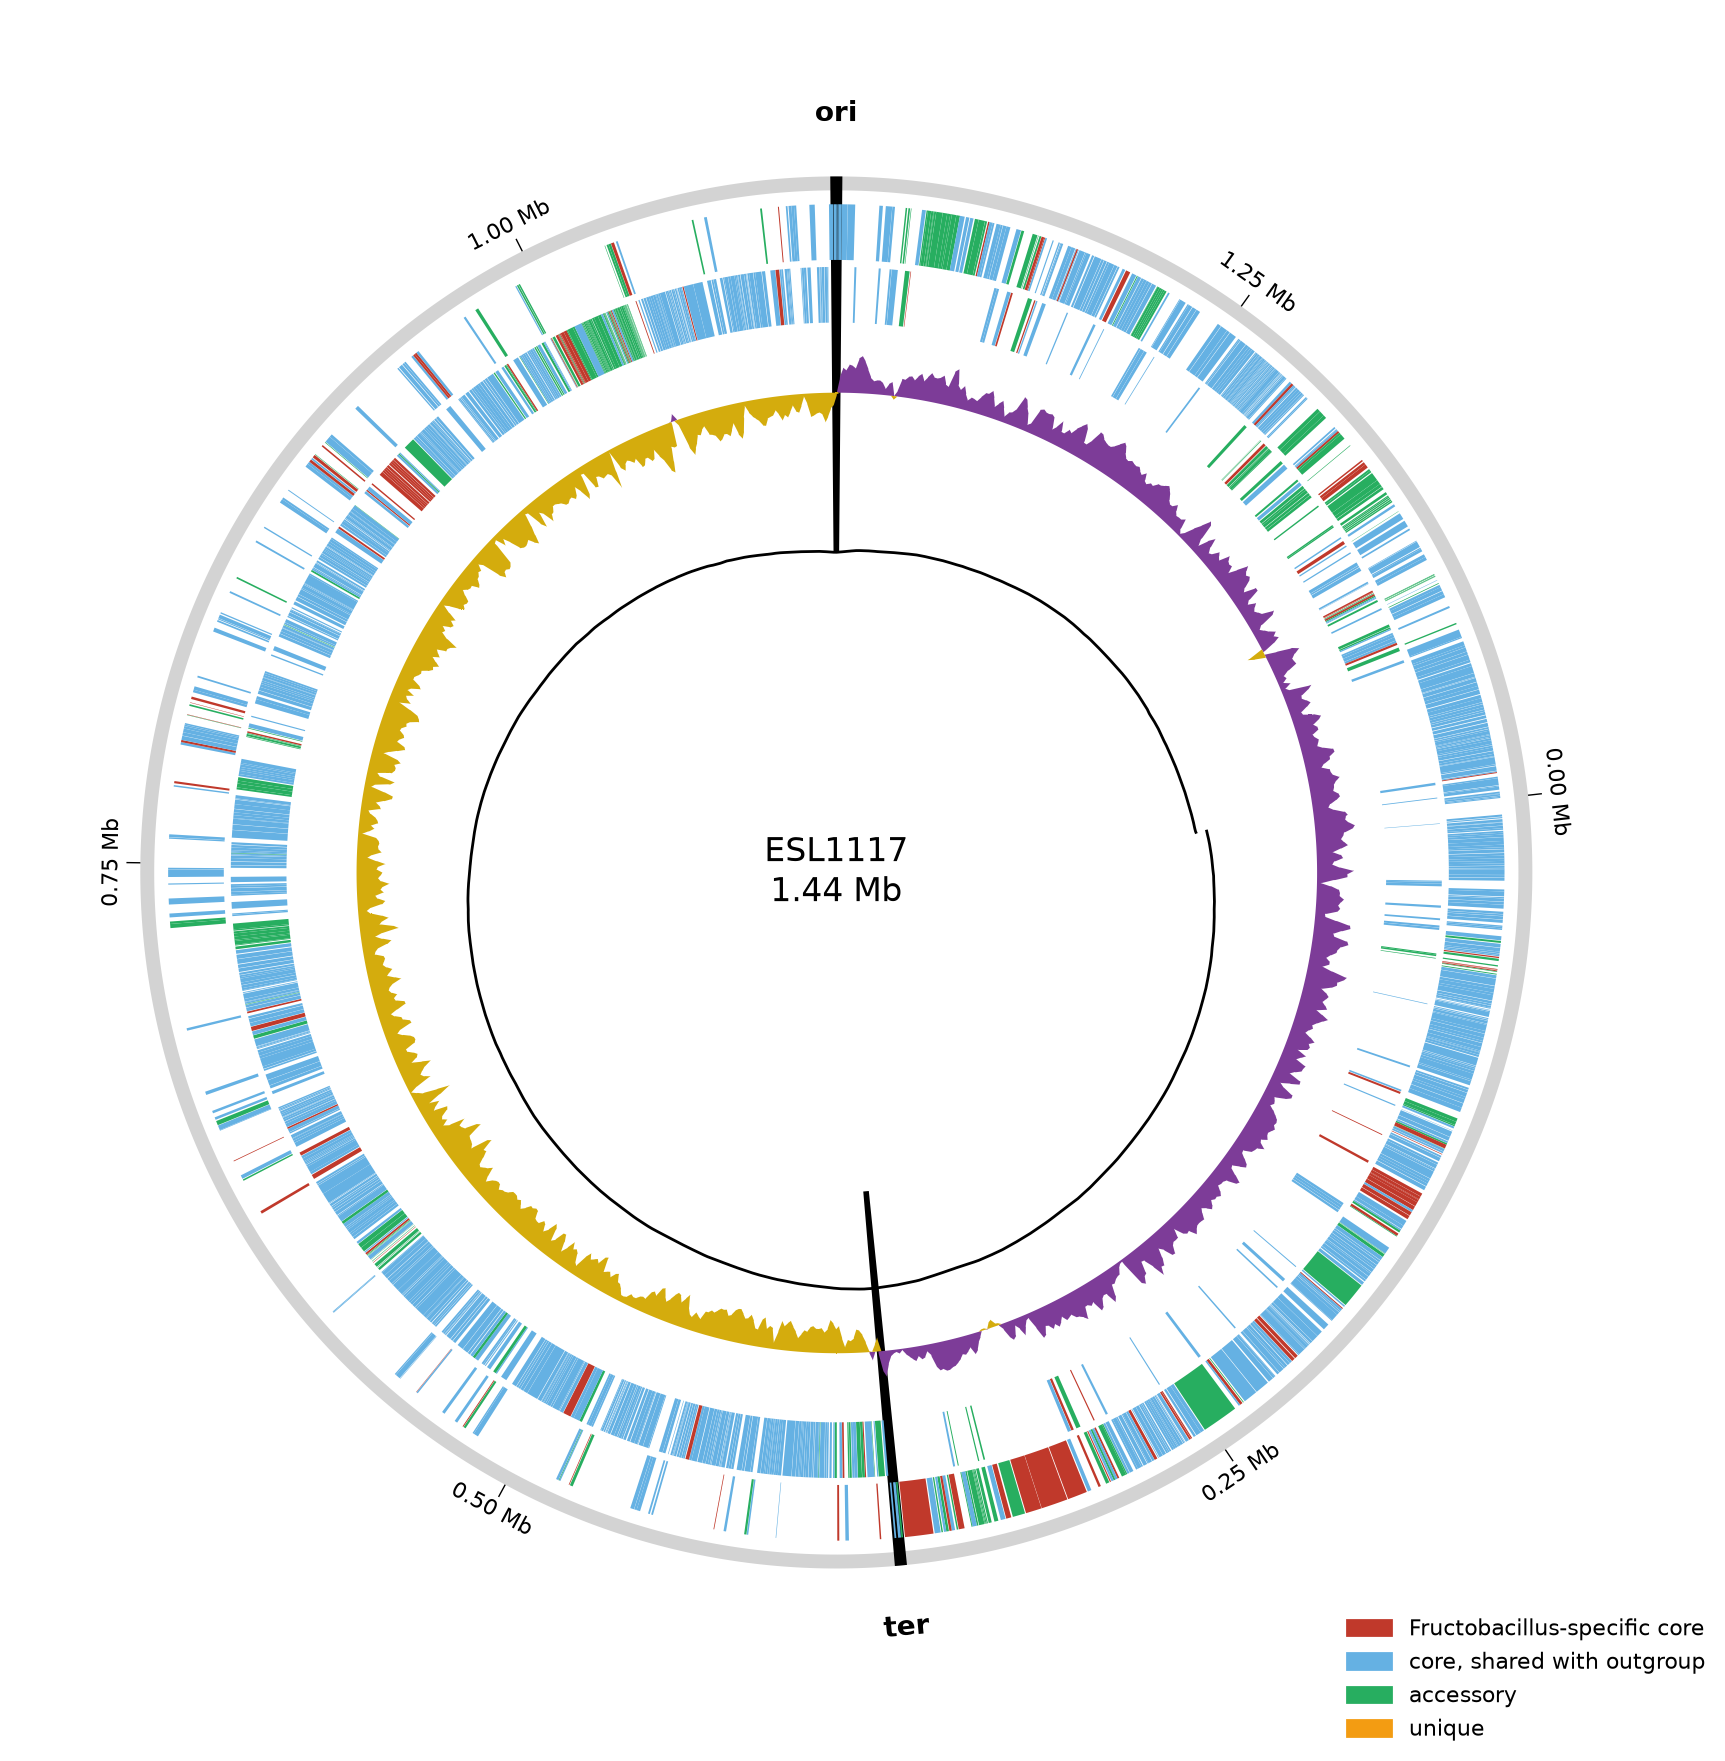 ori
1.00 Mb
1.25 Mb
0.00 Mb
0.75 Mb
ESL1117
1.44 Mb
0.50 Mb
0.25 Mb
ter
Fructobacillus-specific core
core, shared with outgroup
accessory
unique